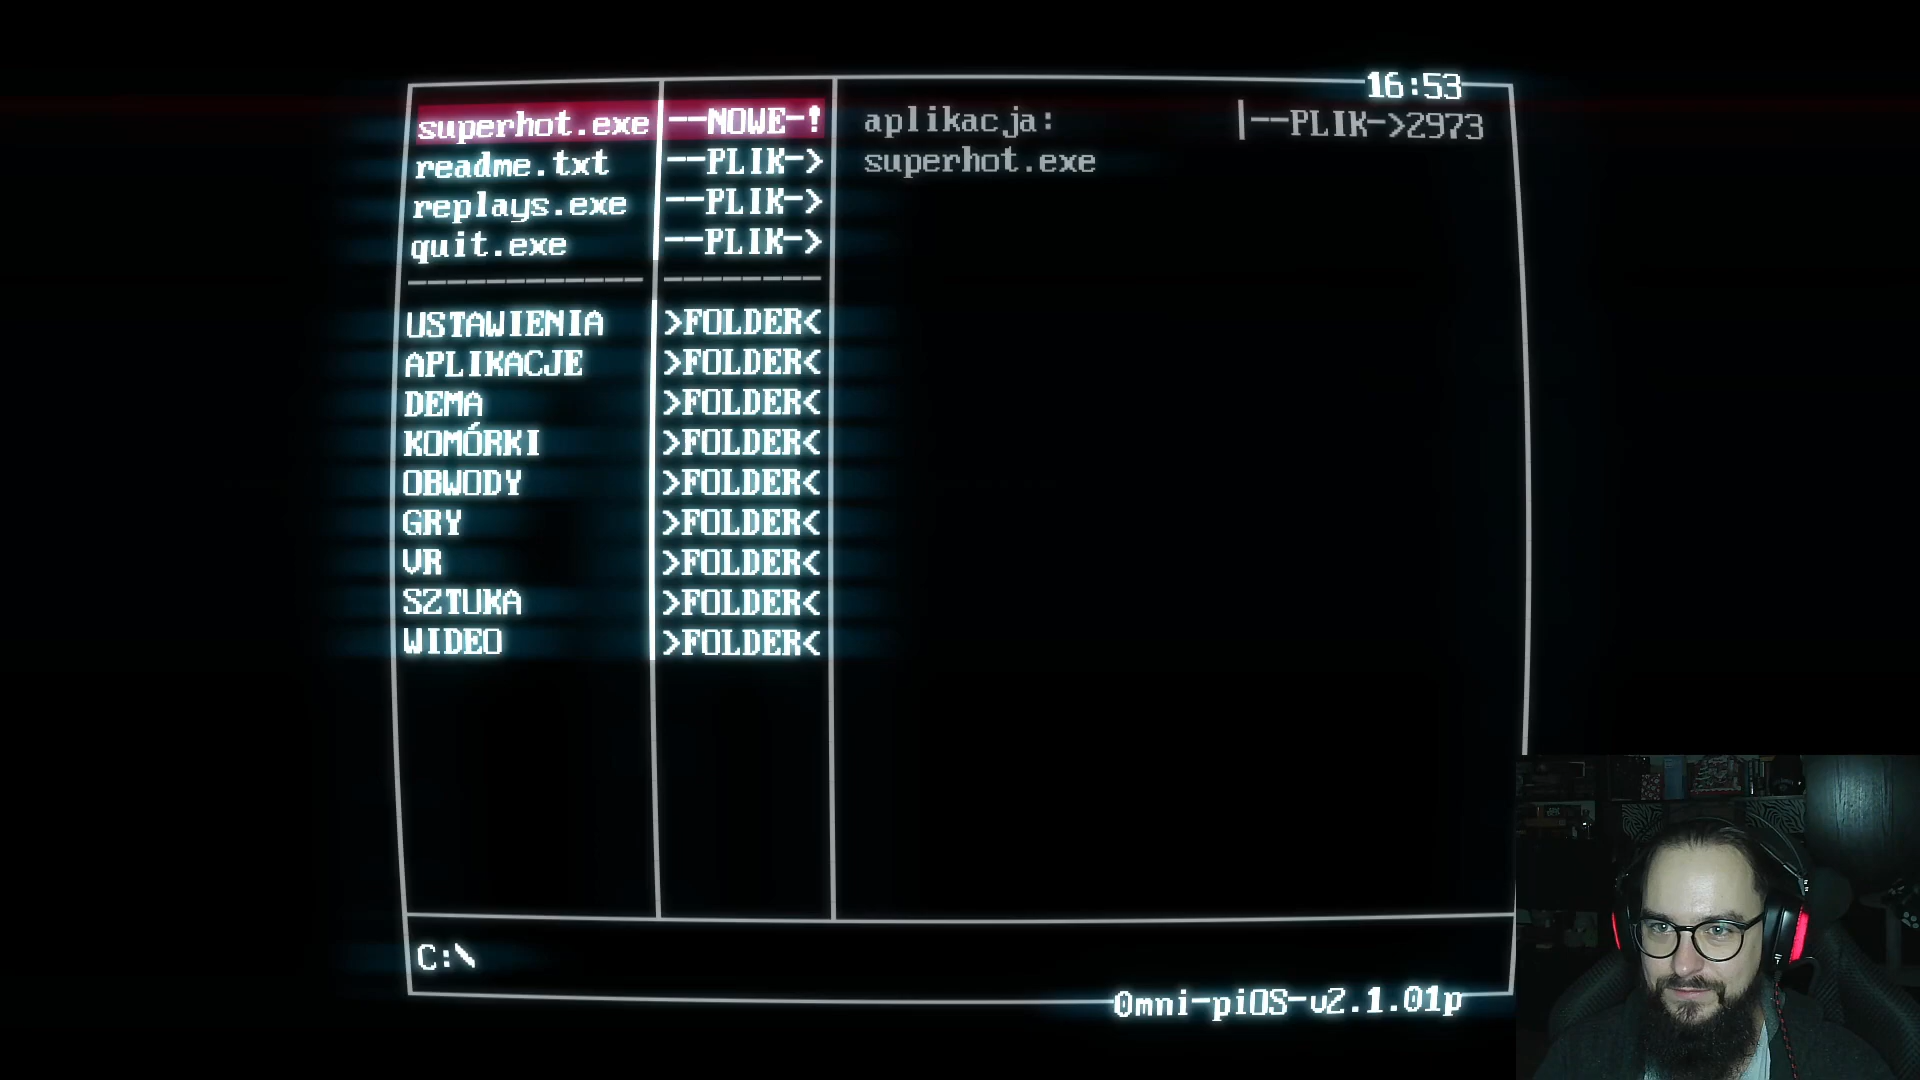 16:53
superhot.exe --NOWE-! aplikacja: |--PLIK->2973
readme.txt --PLIK-> superhot.exe
replays.exe --PLIK->
quit.exe --PLIK->
USTAWIENIA >FOLDER<
APLIKACJE >FOLDER<
DEMA >FOLDER<
KOMÓRKI >FOLDER<
OBWODY >FOLDER<
GRY >FOLDER<
VR >FOLDER<
SZTUKA >FOLDER<
WIDEO >FOLDER<
C:\
Omni-piOS-v2.1.01p